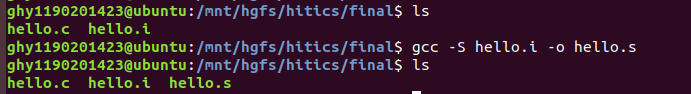 ghy1190201423@ubuntu:/mnt/hgfs/hitics/final$ ls
hello.c  hello.i
ghy1190201423@ubuntu:/mnt/hgfs/hitics/final$ gcc -S hello.i -o hello.s
ghy1190201423@ubuntu:/mnt/hgfs/hitics/final$ ls
hello.c  hello.i  hello.s